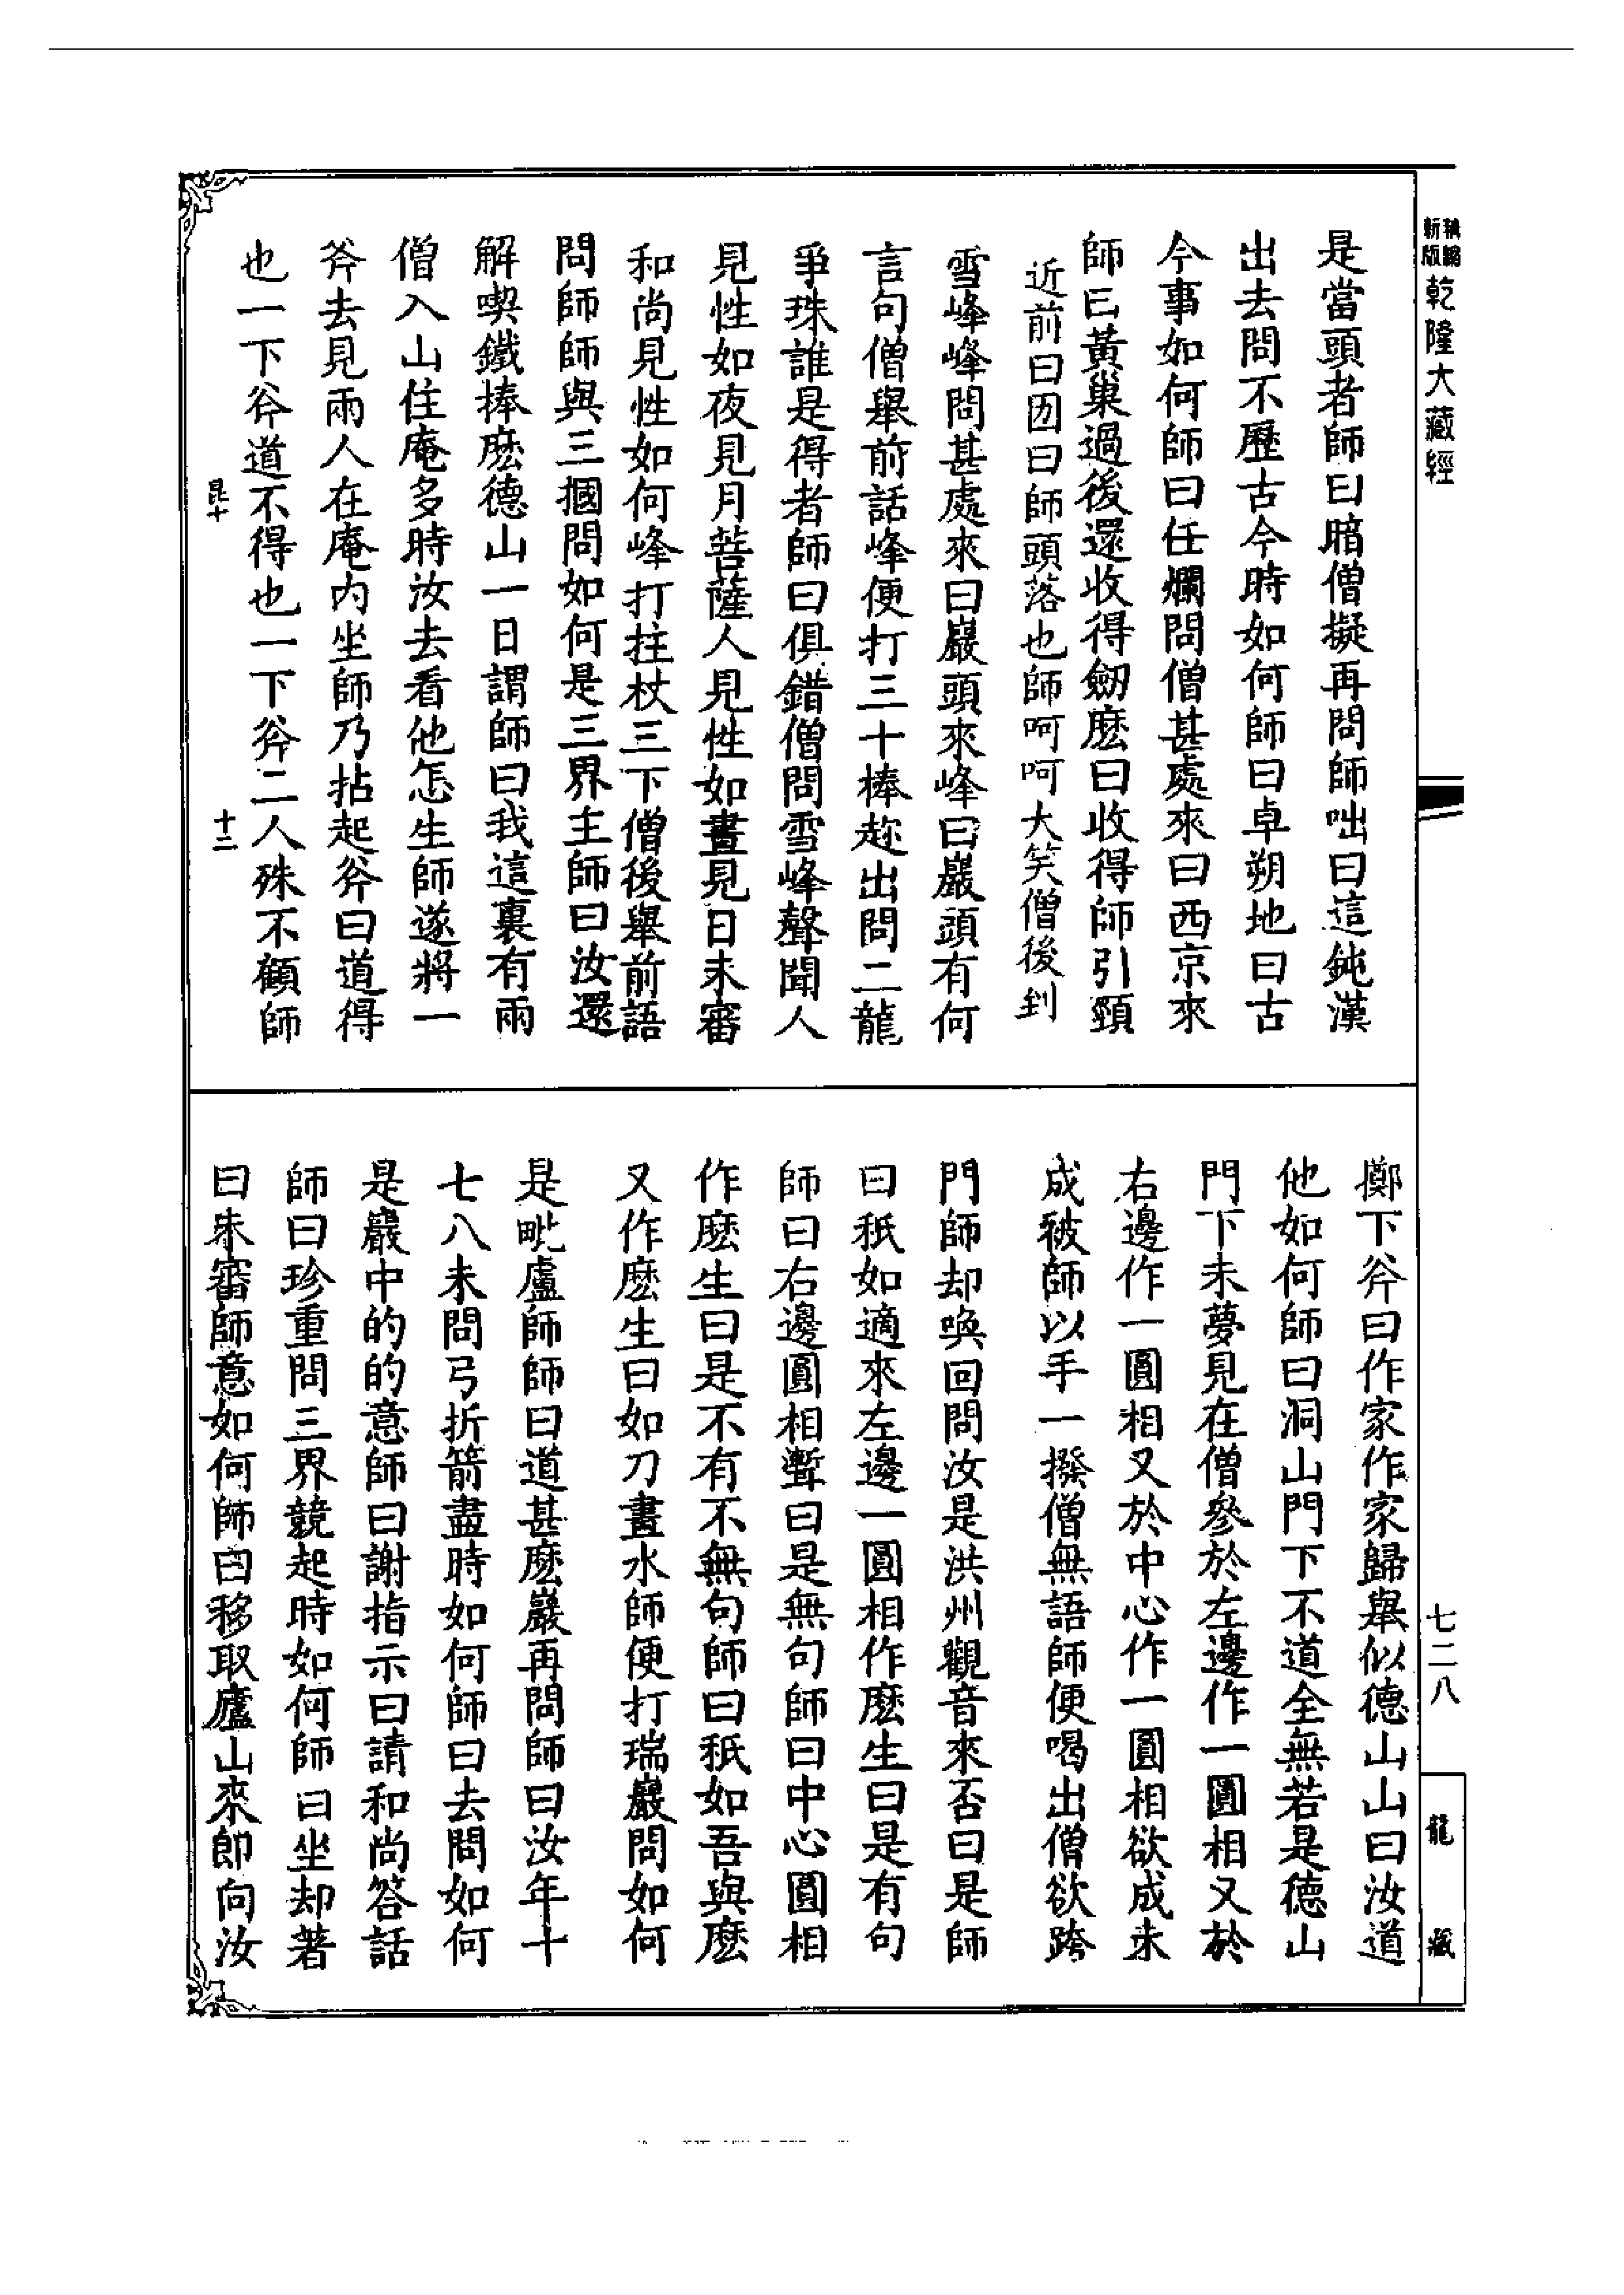 新版 稿編
乾隆大藏經
是當頭者師曰暗僧擬再問師咄曰這鈍漢
出去問不歷古今時如何師曰卓朔地曰古
今事如何師曰任爛問僧甚處來曰西京來
師曰黃巢過後還收得劒麽曰收得師引頸
近前曰㘞曰師頭落也師呵呵大笑僧後到
雪峰峰問甚處來曰巖頭來峰曰巖頭有何
言句僧舉前話峰便打三十棒趂出問二龍
爭珠誰是得者師曰俱錯僧問雪峰聲聞人
見性如夜見月菩薩人見性如晝見日未審
和尚見性如何峰打拄杖三下僧後舉前語
問師師與三摑問如何是三界主師曰汝還
解喫鐵捧麽德山一日謂師曰我這裏有兩
僧入山住庵多時汝去看他怎生師遂將一
斧去見兩人在庵內坐師乃拈起斧曰道得
也一下斧道不得也一下斧二人殊不顧師
昆十
十二
擲下斧曰作家作家歸舉似德山山曰汝道
他如何師曰洞山門下不道全無若是德山
門下未夢見在僧參於左邊作一圓相又於
右邊作一圓相又於中心作一圓相欲成未
成被師以手一撥僧無語師便喝出僧欲跨
門師却喚回問汝是洪州觀音來否曰是師
曰秖如適來左邊一圓相作麽生曰是有句
師曰右邊圓相聻曰是無句師曰中心圓相
作麽生曰是不有不無句師曰秖如吾與麽
又作麽生曰如刀畫水師便打瑞巖問如何
是毗盧師師曰道甚麽巖再問師曰汝年十
七八未問弓折箭盡時如何師曰去問如何
是巖中的的意師曰謝指示曰請和尚答話
師曰珍重問三界競起時如何師曰坐却著
曰未審師意如何師曰移取廬山來即向汝
七二八
龍藏